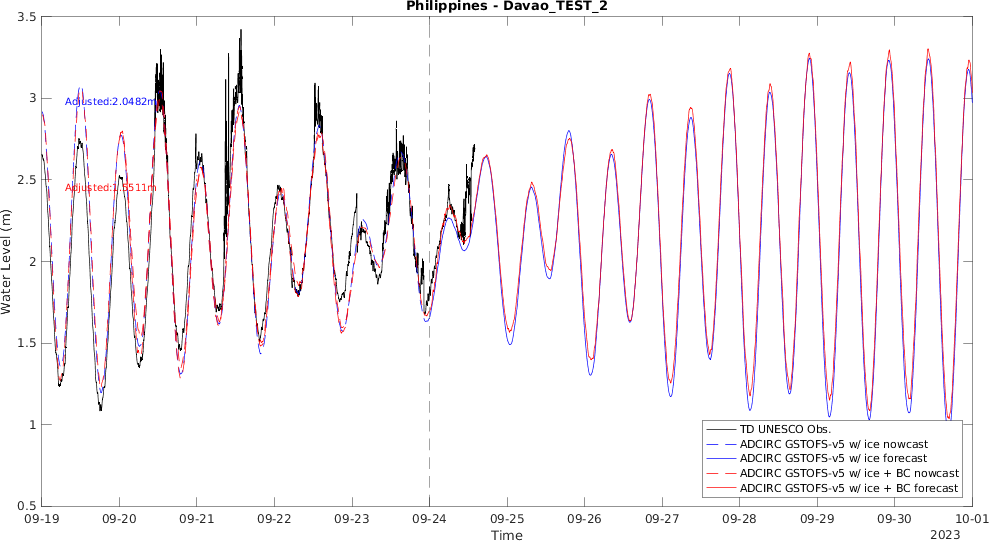 Philippines - Davao_TEST_2
Water Level (m)
3.5
3
2.5
2
1.5
1
0.5
Adjusted:2.0482m
Adjusted:1.5511m
TD UNESCO Obs.
ADCIRC GSTOFS-v5 w/ ice nowcast
ADCIRC GSTOFS-v5 w/ ice forecast
ADCIRC GSTOFS-v5 w/ ice + BC nowcast
ADCIRC GSTOFS-v5 w/ ice + BC forecast
09-19 09-20 09-21 09-22 09-23 09-24 09-25 09-26 09-27 09-28 09-29 09-30 10-01
Time
2023